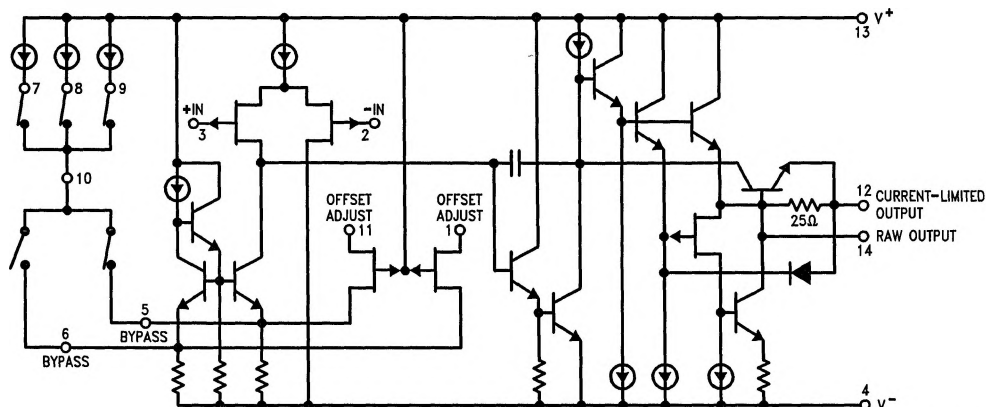 V+
13
7
8
9
+IN
3
-IN
2
10
OFFSET
ADJUST
11
OFFSET
ADJUST
1
12
CURRENT-LIMITED
OUTPUT
25Ω
RAW OUTPUT
14
5
BYPASS
6
BYPASS
4
V-